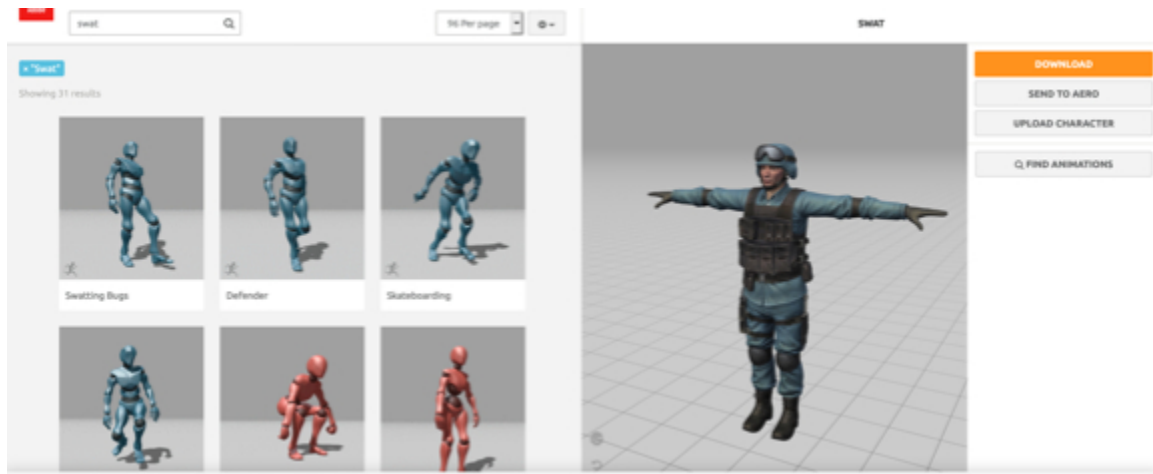 swat
96 Per page
SWAT
× "Swat"
Showing 31 results
DOWNLOAD
SEND TO AERO
UPLOAD CHARACTER
FIND ANIMATIONS
Swatting Bugs
Defender
Skateboarding